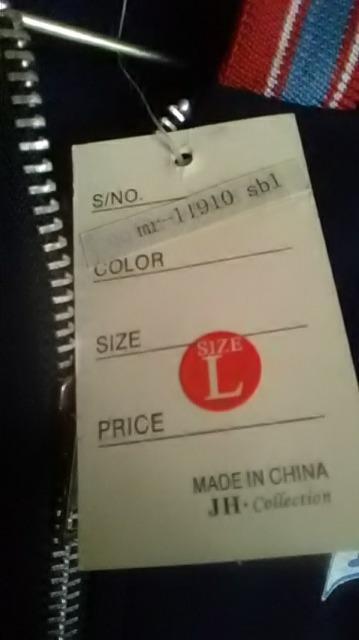 S/NO.
mr-11910 sbl
COLOR
SIZE
SIZE
L
PRICE
MADE IN CHINA
JH·Collection